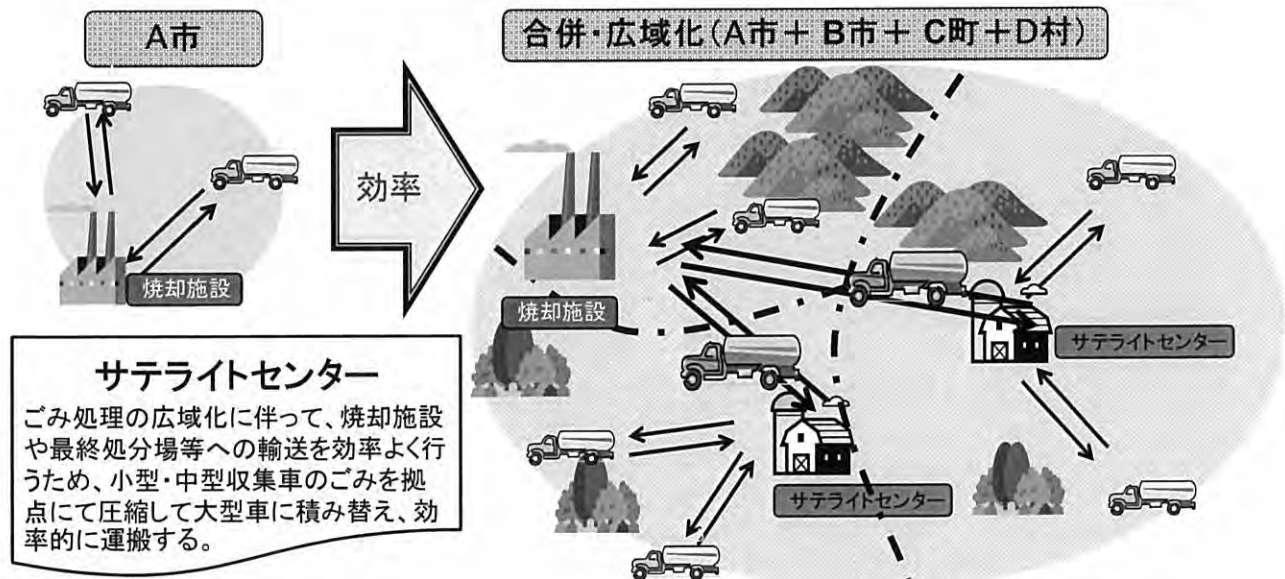 A市
合併・広域化(A市+B市+C町+D村)
効率
焼却施設
焼却施設
サテライトセンター
サテライトセンター
サテライトセンター
ごみ処理の広域化に伴って、焼却施設
や最終処分場等への輸送を効率よく行
うため、小型・中型収集車のごみを拠
点にて圧縮して大型車に積み替え、効
率的に運搬する。